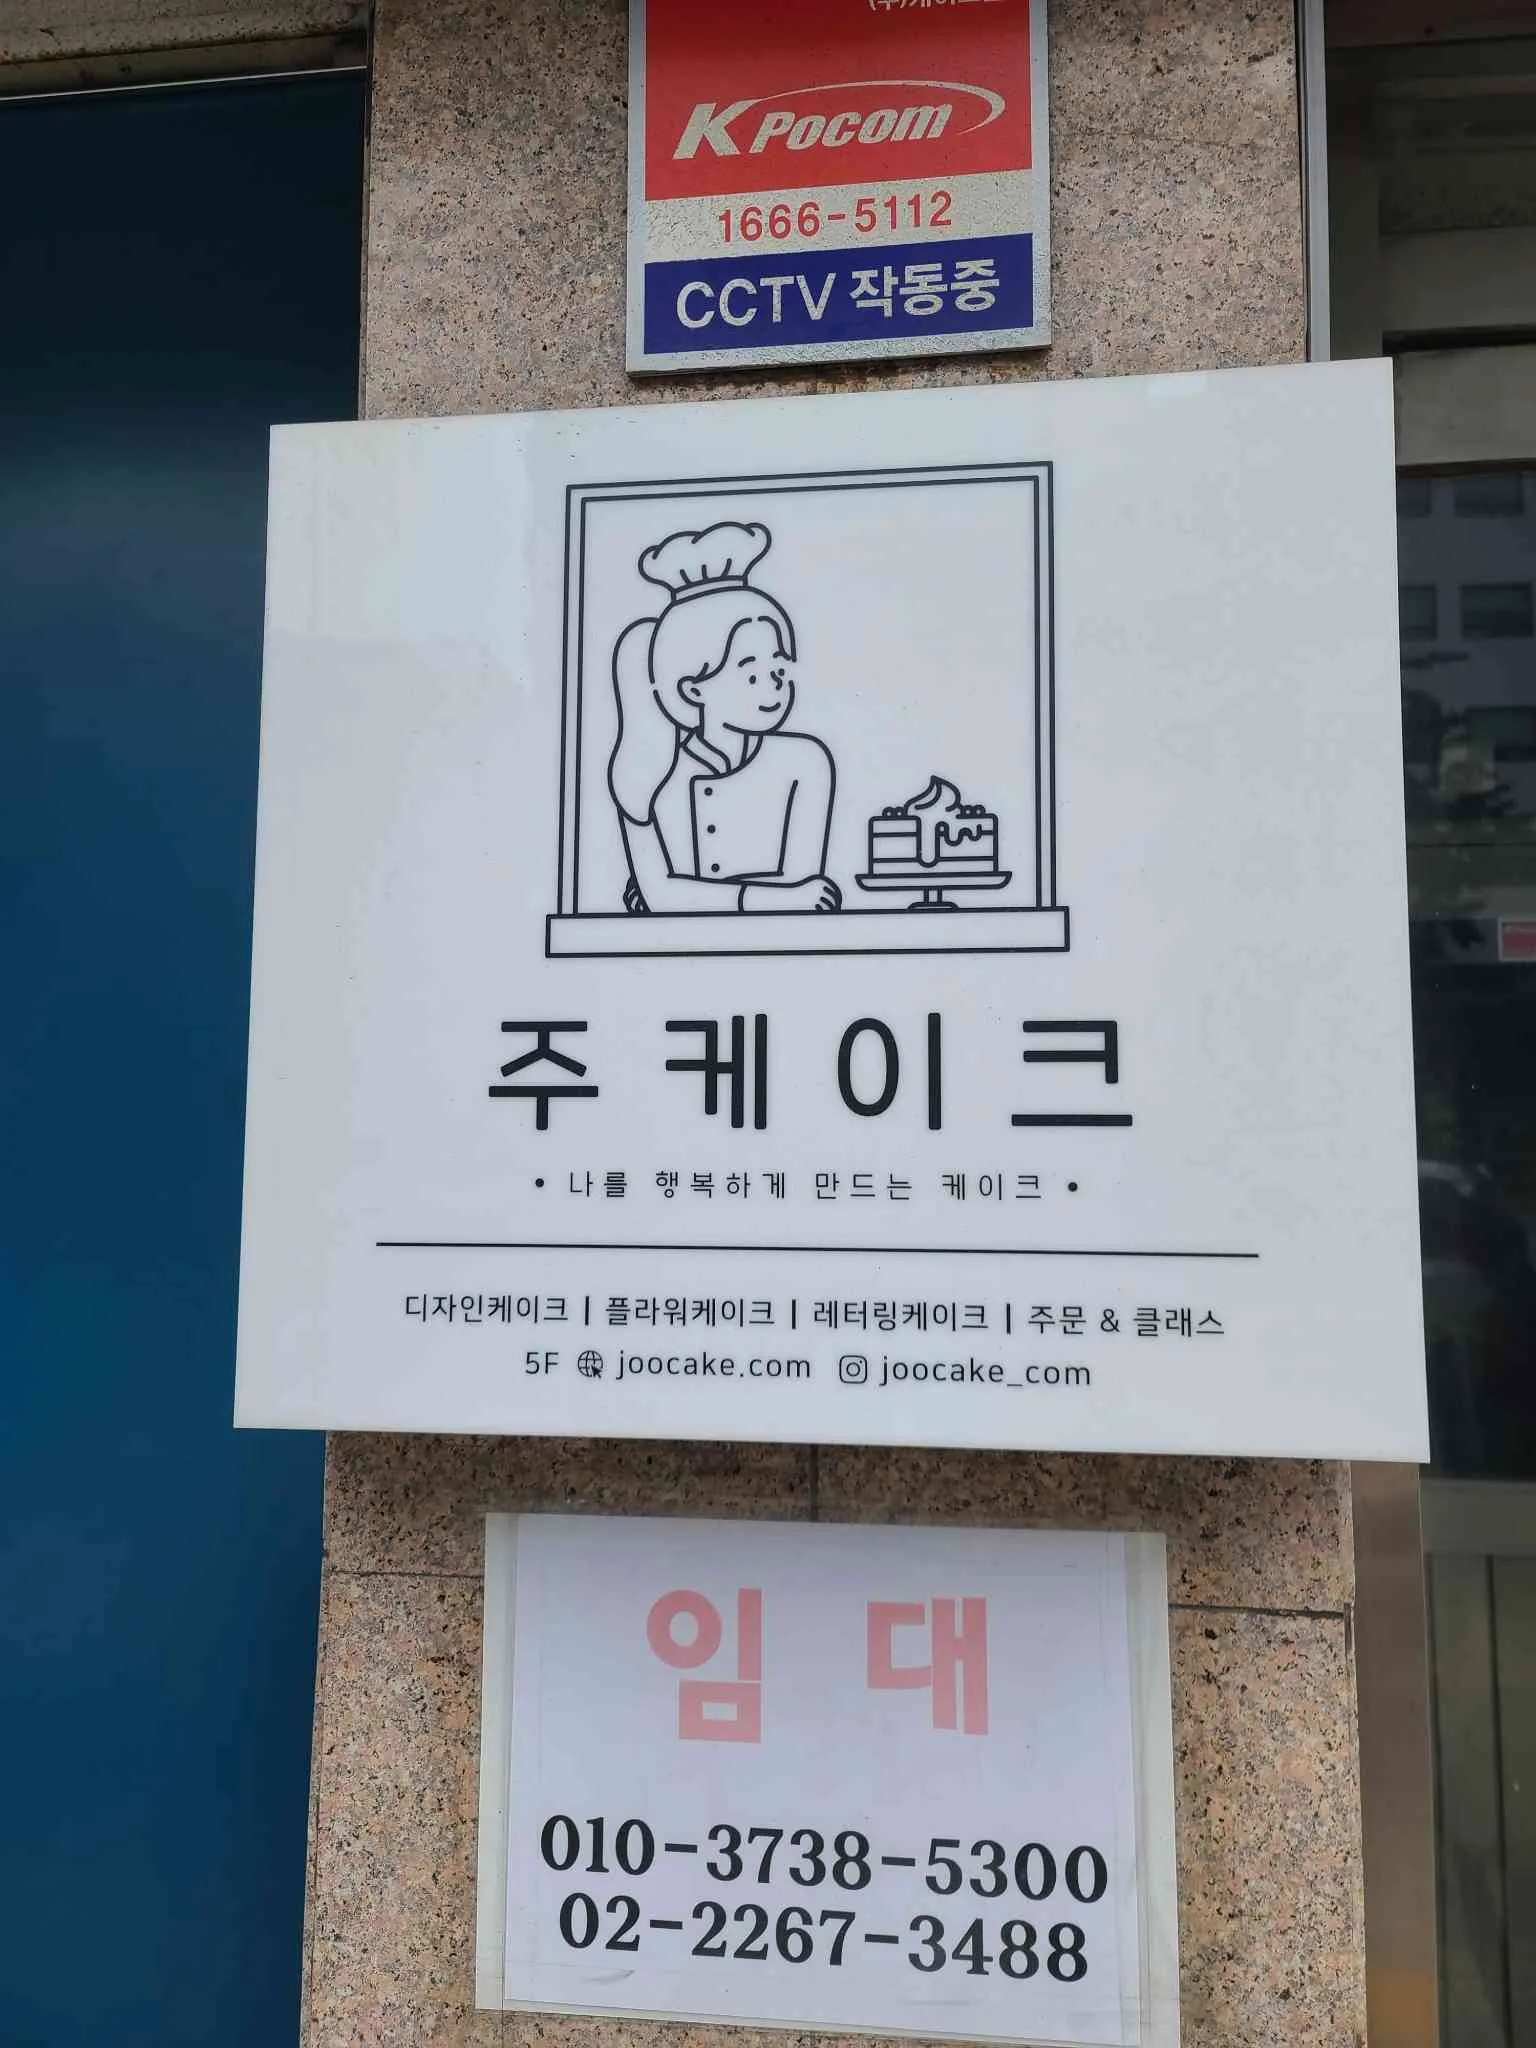 K Pocom
1666-5112
CCTV 작동중
주케이크
• 나를 행복하게 만드는 케이크 •
디자인케이크 | 플라워케이크 | 레터링케이크 | 주문 & 클래스
5F joocake.com joocake_com
임대
010-3738-5300
02-2267-3488